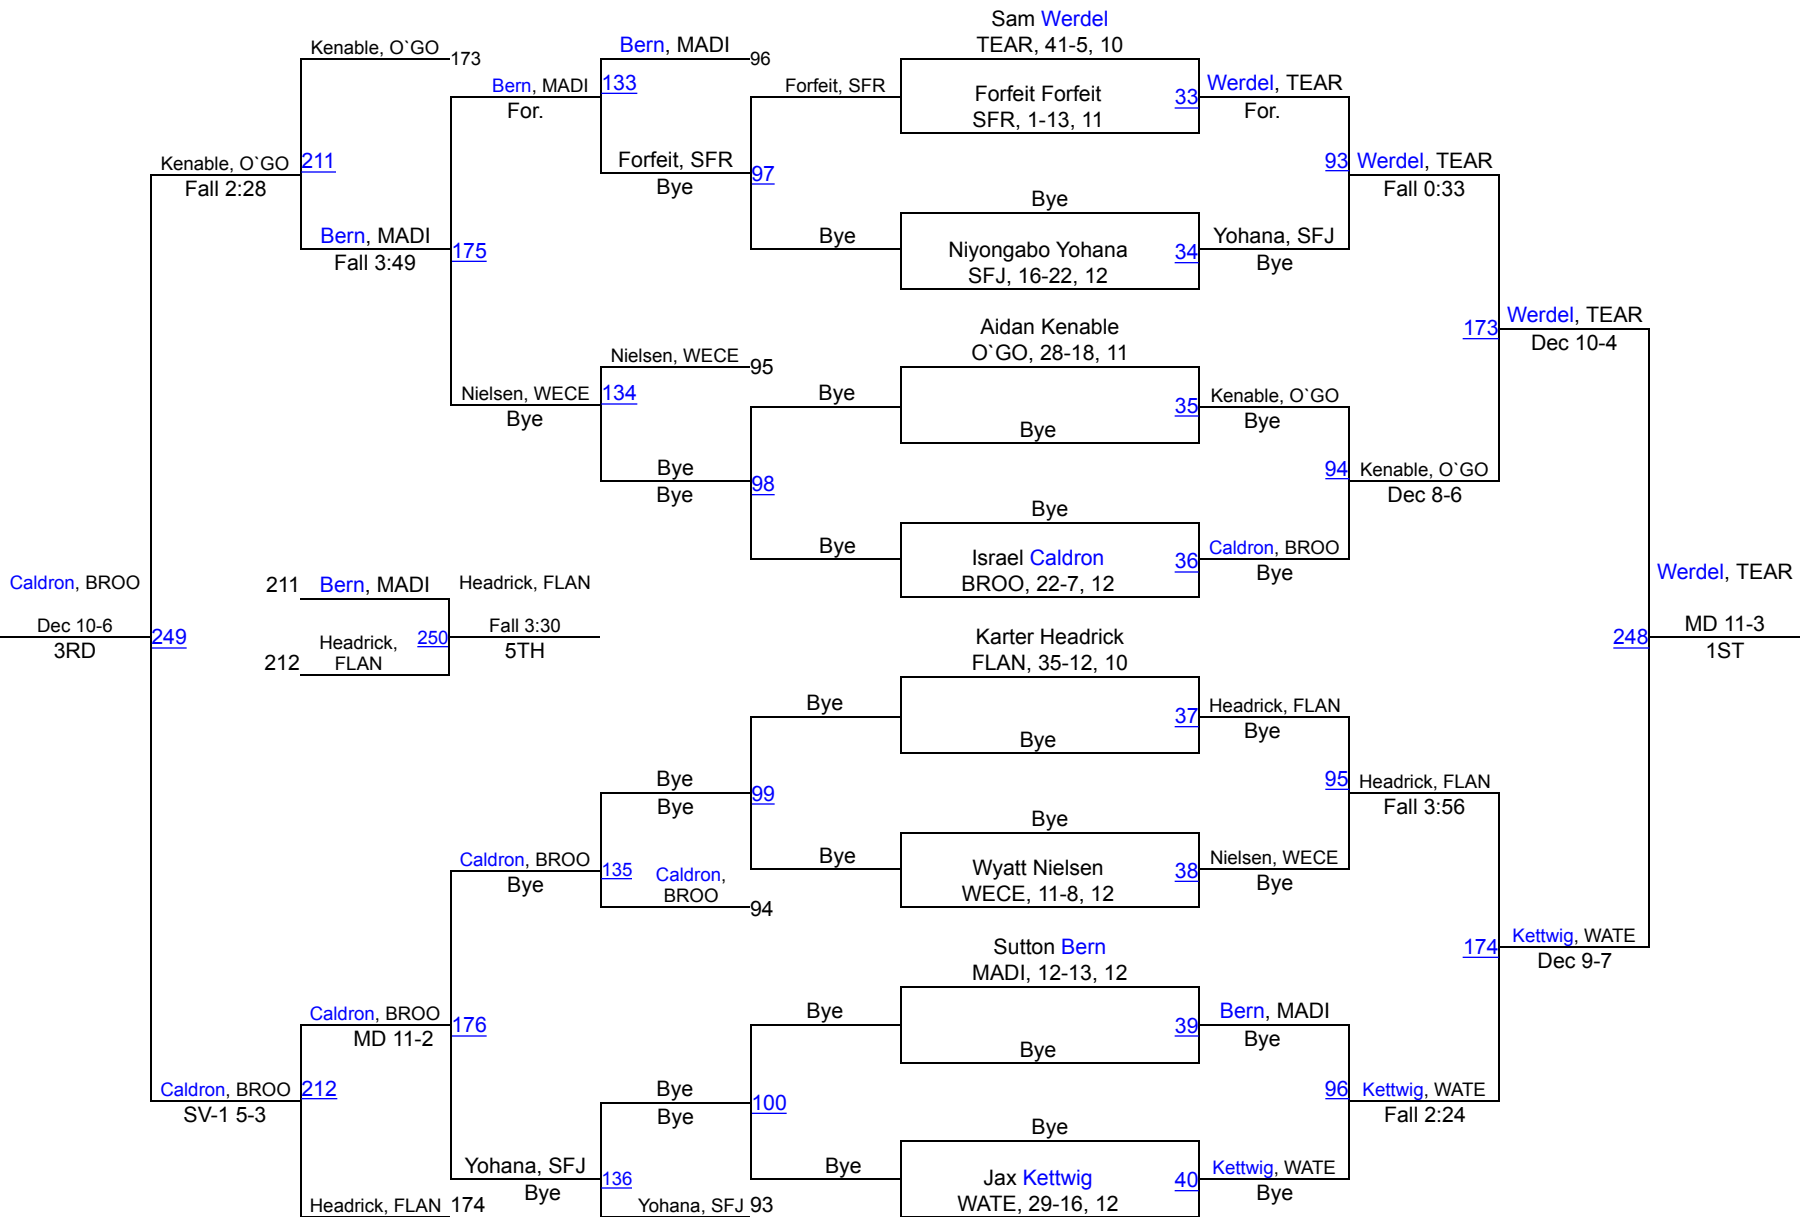 Sam Werdel
TEAR, 41-5, 10
Kenable, O`GO
173
Bern, MADI
96
Bern, MADI
For.
133
Forfeit, SFR
Forfeit Forfeit
SFR, 1-13, 11
33
Werdel, TEAR
For.
Kenable, O`GO
Fall 2:28
211
Forfeit, SFR
Bye
97
93
Werdel, TEAR
Fall 0:33
Bye
Bern, MADI
Fall 3:49
175
Bye
Niyongabo Yohana
SFJ, 16-22, 12
34
Yohana, SFJ
Bye
Aidan Kenable
O`GO, 28-18, 11
173
Werdel, TEAR
Dec 10-4
Nielsen, WECE
95
Nielsen, WECE
Bye
134
Bye
35
Kenable, O`GO
Bye
Bye
Bye
Bye
98
94
Kenable, O`GO
Dec 8-6
Bye
Bye
Israel Caldron
BROO, 22-7, 12
36
Caldron, BROO
Bye
Caldron, BROO
Dec 10-6
3RD
249
211
Bern, MADI
212
Headrick,
FLAN
250
Headrick, FLAN
Fall 3:30
5TH
Werdel, TEAR
248
MD 11-3
1ST
Karter Headrick
FLAN, 35-12, 10
Bye
37
Headrick, FLAN
Bye
Bye
Bye
Bye
99
95
Headrick, FLAN
Fall 3:56
Bye
Caldron, BROO
Bye
135
Caldron,
BROO
94
Bye
Wyatt Nielsen
WECE, 11-8, 12
38
Nielsen, WECE
Bye
Sutton Bern
MADI, 12-13, 12
174
Kettwig, WATE
Dec 9-7
Caldron, BROO
MD 11-2
176
Bye
39
Bern, MADI
Bye
Bye
Caldron, BROO
SV-1 5-3
212
Bye
Bye
100
96
Kettwig, WATE
Fall 2:24
Bye
Yohana, SFJ
Bye
136
Bye
Jax Kettwig
WATE, 29-16, 12
40
Kettwig, WATE
Bye
Headrick, FLAN
174
Yohana, SFJ
93